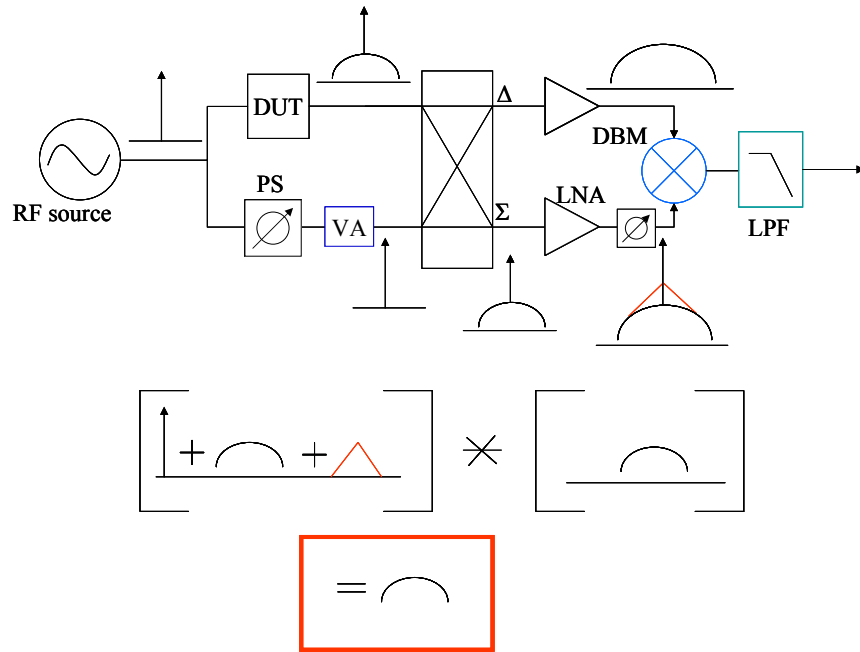 DUT
Δ
DBM
RF source
PS
VA
Σ
LNA
LPF
+ +
=